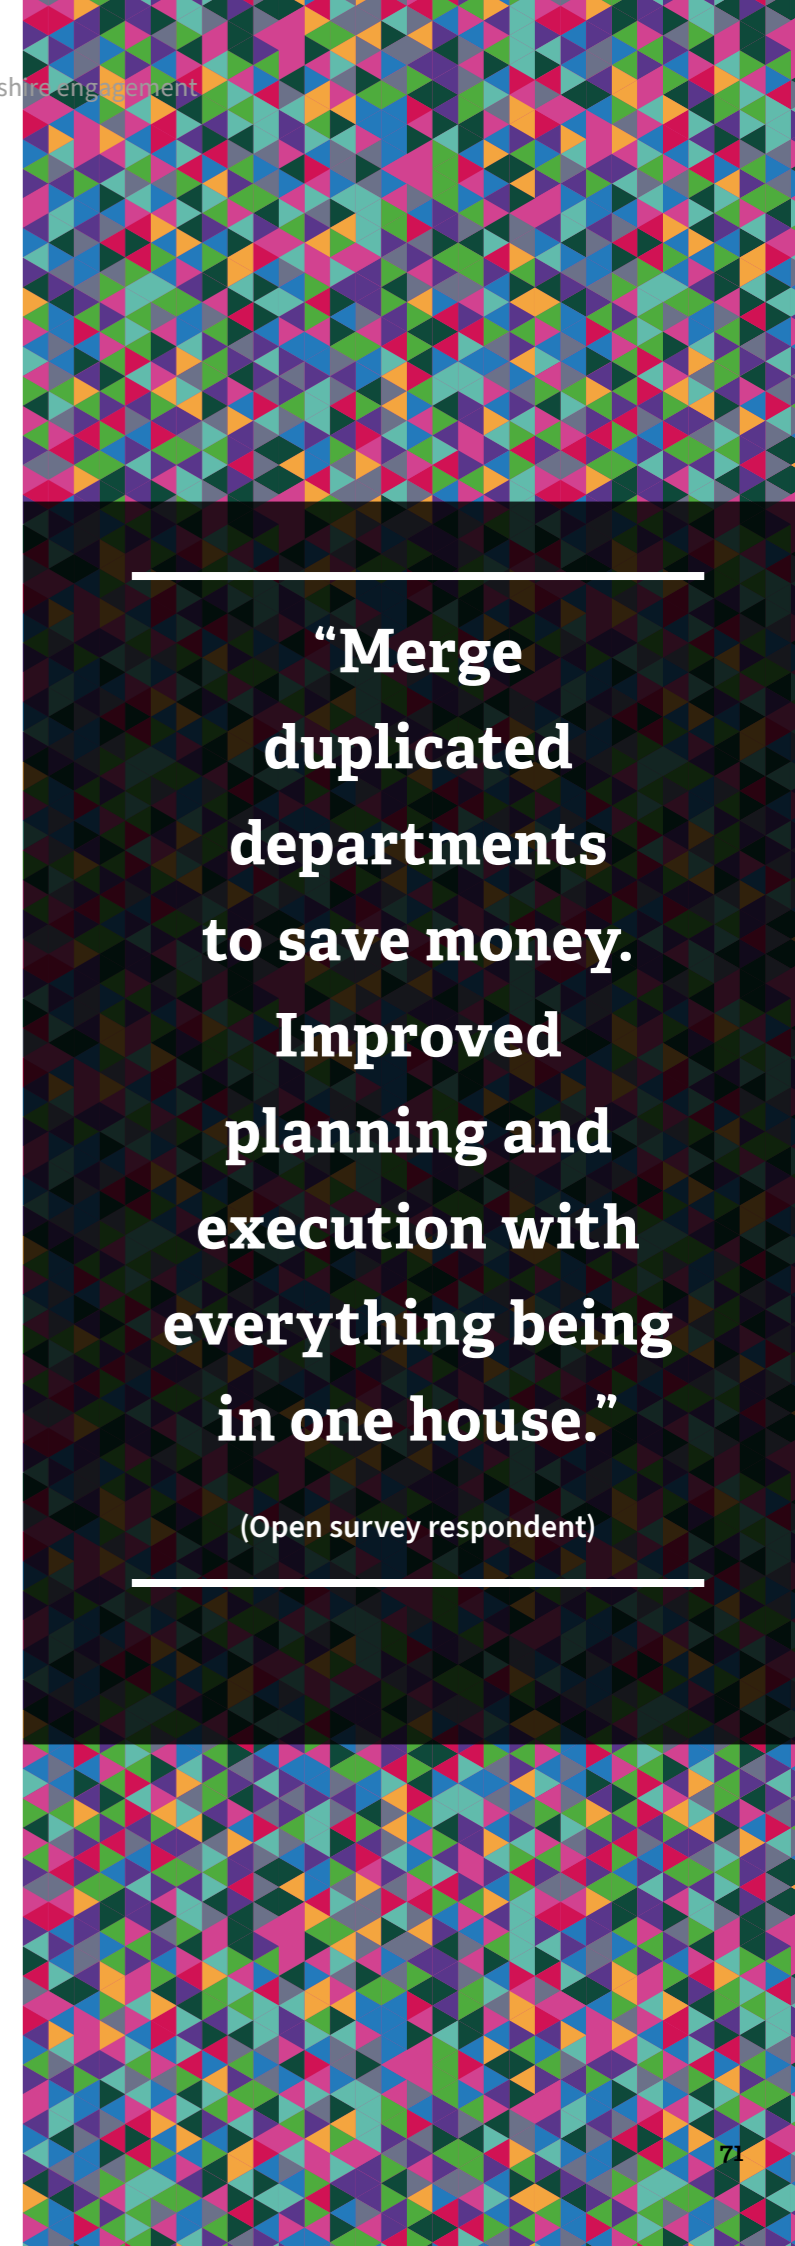 shire engagement
“Merge
duplicated
departments
to save money.
Improved
planning and
execution with
everything being
in one house.”
(Open survey respondent)
71